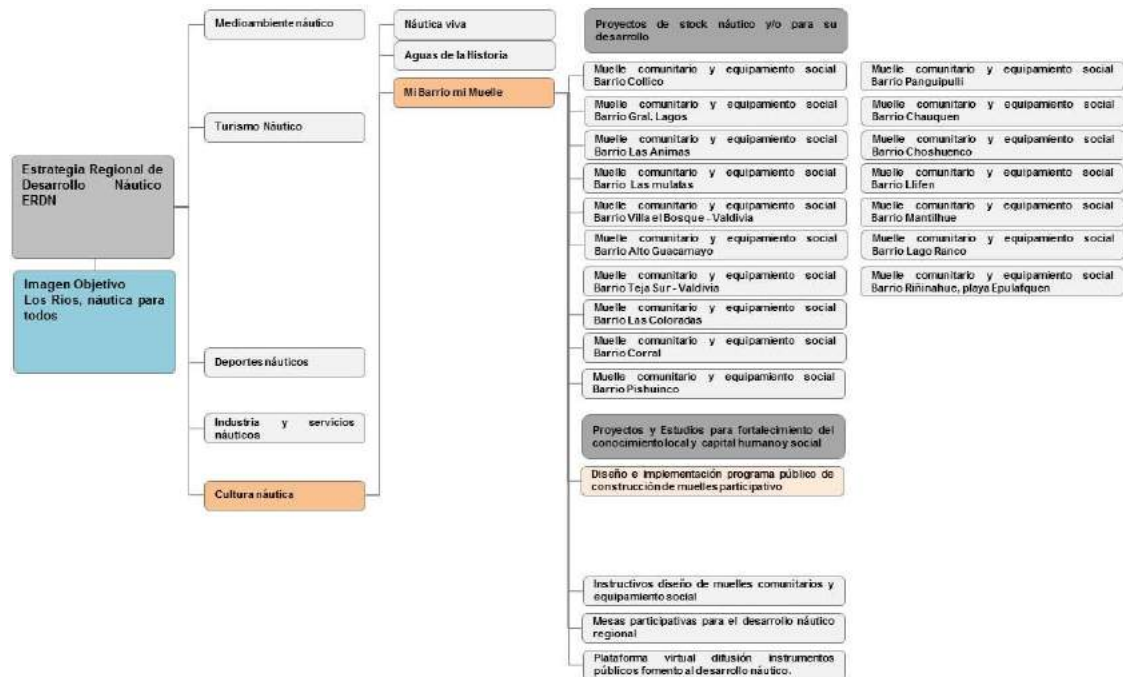 Estrategia Regional de
Desarrollo Náutico
ERDN
Imagen Objetivo
Los Rios, náutica para
todos
Medioambiente náutico
Turismo Náutico
Deportes náuticos
Industria y servicios
náuticos
Cultura náutica
Náutica viva
Aguas de la Historia
Mi Barrio mi Muelle
Proyectos de stock náutico y/o para su
desarrollo
Muelle comunitario y equipamiento social
Barrio Collico
Muelle comunitario y equipamiento social
Barrio Gral. Lagos
Muelle comunitario y equipamiento social
Barrio Las Animas
Muelle comunitario y equipamiento social
Barrio Las mulatas
Muelle comunitario y equipamiento social
Barrio Villa el Bosque - Valdivia
Muelle comunitario y equipamiento social
Barrio Alto Guacamayo
Muelle comunitario y equipamiento social
Barrio Teja Sur - Valdivia
Muelle comunitario y equipamiento social
Barrio Las Coloradas
Muelle comunitario y equipamiento social
Barrio Corral
Muelle comunitario y equipamiento social
Barrio Pishuinco
Muelle comunitario y equipamiento social
Barrio Panguipulli
Muelle comunitario y equipamiento social
Barrio Chauquen
Muelle comunitario y equipamiento social
Barrio Choshuenco
Muelle comunitario y equipamiento social
Barrio Llifen
Muelle comunitario y equipamiento social
Barrio Mantilhue
Muelle comunitario y equipamiento social
Barrio Lago Ranco
Muelle comunitario y equipamiento social
Barrio Riñinahue, playa Epulafquen
Proyectos y Estudios para fortalecimiento del
conocimiento local y capital humano y social
Diseño e implementación programa público de
construcción de muelles participativo
Instructivos diseño de muelles comunitarios y
equipamiento social
Mesas participativas para el desarrollo náutico
regional
Plataforma virtual difusión instrumentos
públicos fomento al desarrollo náutico.